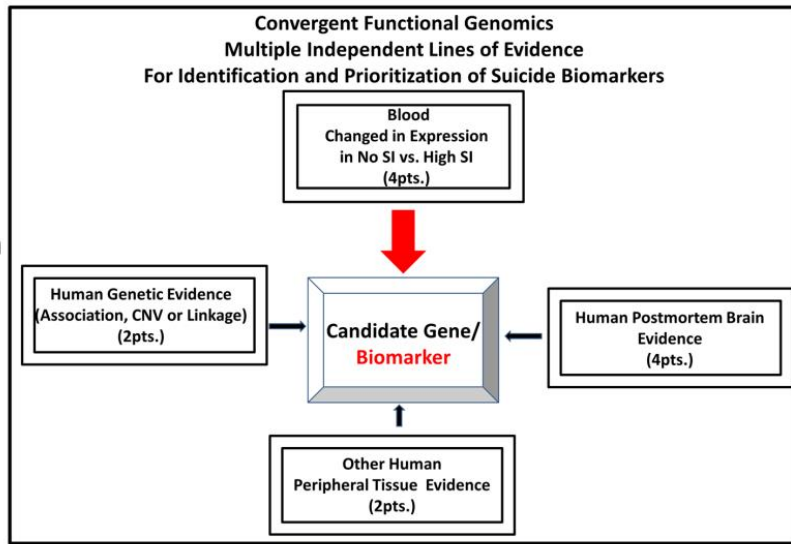 Convergent Functional Genomics
Multiple Independent Lines of Evidence
For Identification and Prioritization of Suicide Biomarkers
Blood
Changed in Expression
in No SI vs. High SI
(4pts.)
Human Genetic Evidence
(Association, CNV or Linkage)
(2pts.)
Candidate Gene/
Biomarker
Human Postmortem Brain
Evidence
(4pts.)
Other Human
Peripheral Tissue Evidence
(2pts.)